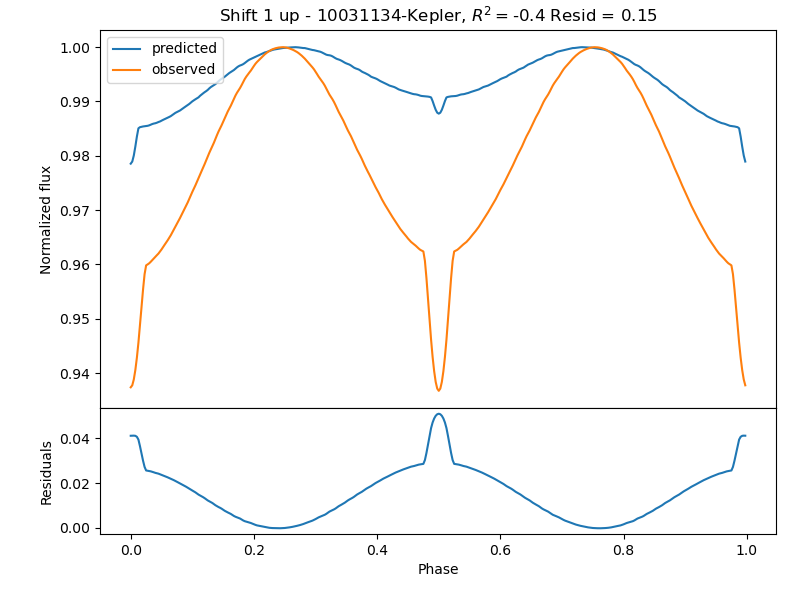 Shift 1 up - 10031134-Kepler, $R^2 =$ -0.4 Resid = 0.15
predicted
observed
Normalized flux
1.00
0.99
0.98
0.97
0.96
0.95
0.94
Residuals
0.04
0.02
0.00
0.0 0.2 0.4 0.6 0.8 1.0
Phase